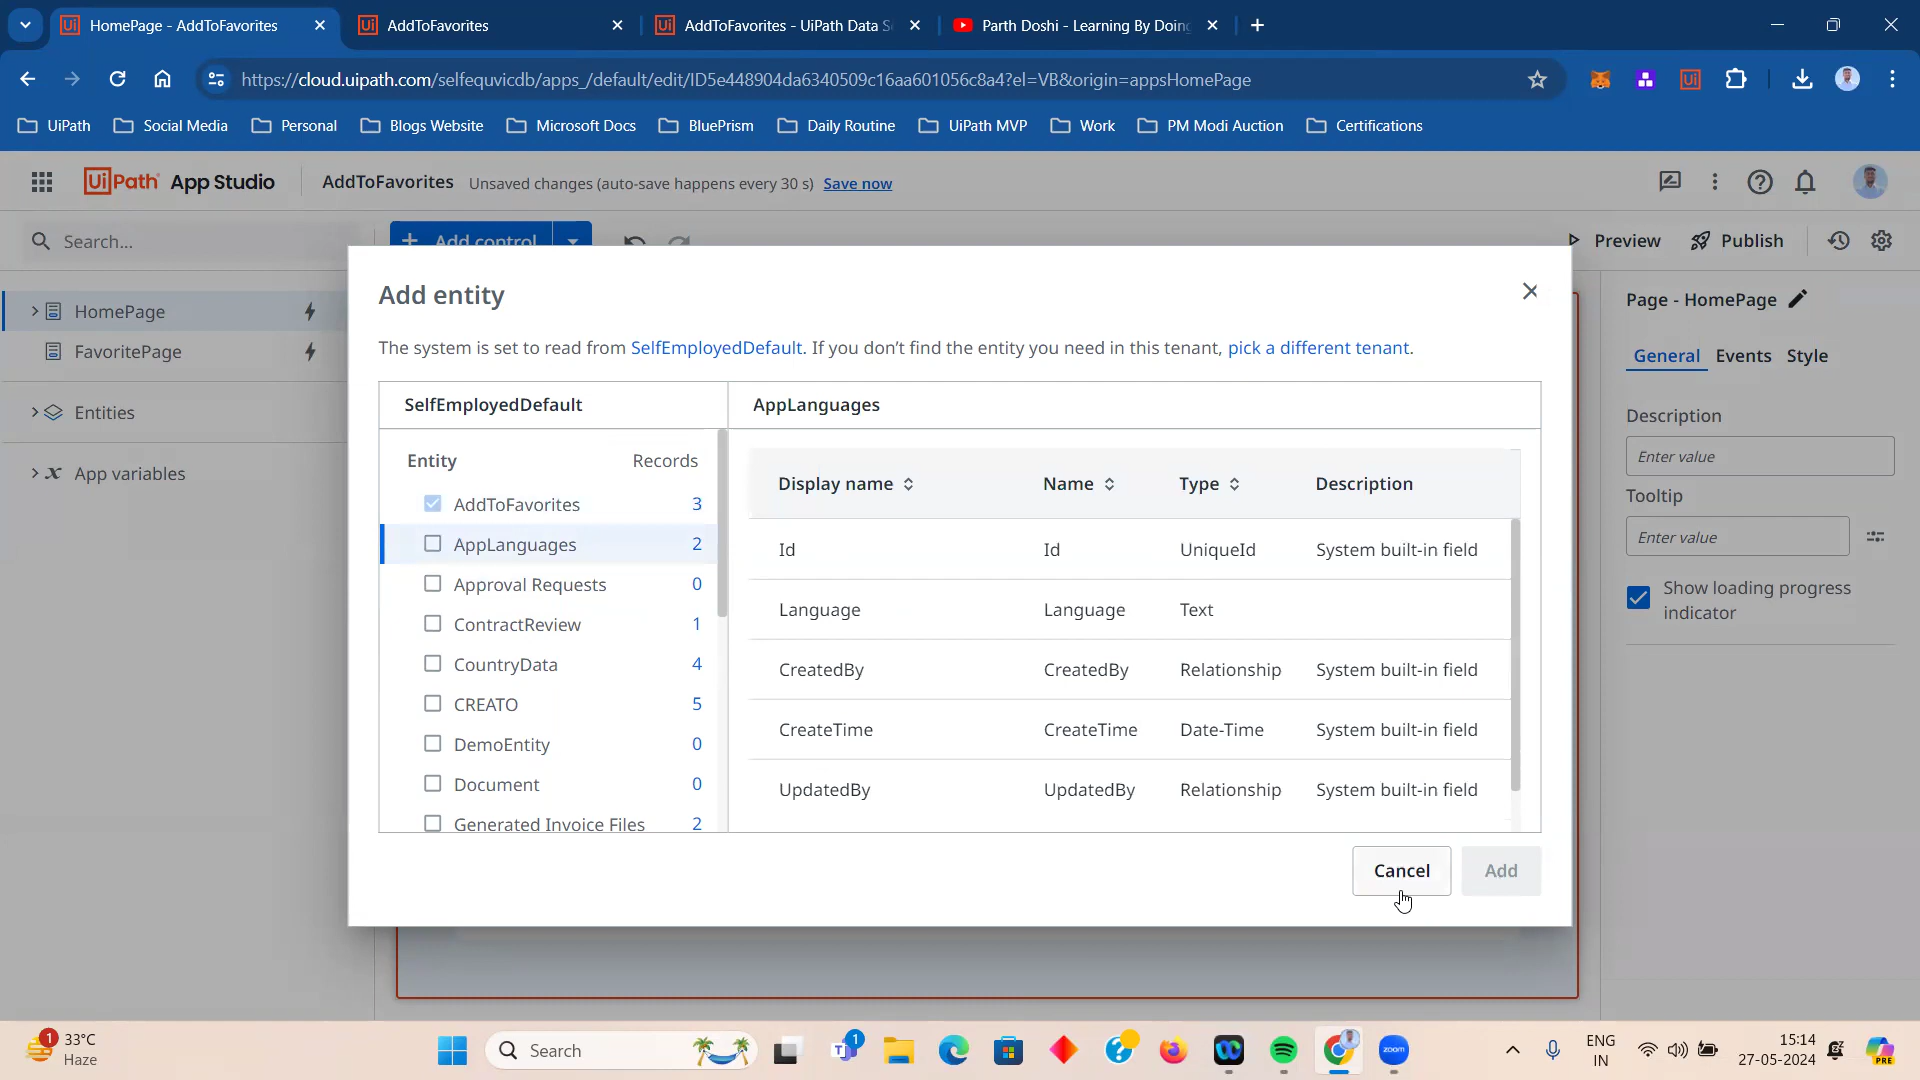 HomePage - AddToFavorites
AddToFavorites
AddToFavorites - UiPath Data S
Parth Doshi - Learning By Doing
https://cloud.uipath.com/selfequvicdb/apps_/default/edit/ID5e448904da6340509c16aa601056c8a4?el=VB&origin=appsHomePage
UiPath
Social Media
Personal
Blogs Website
Microsoft Docs
BluePrism
Daily Routine
UiPath MVP
Work
PM Modi Auction
Certifications
UiPath App Studio
AddToFavorites
Unsaved changes (auto-save happens every 30 s) Save now
Search...
Add control
Preview
Publish
HomePage
FavoritePage
Entities
App variables
Add entity
The system is set to read from SelfEmployedDefault. If you don't find the entity you need in this tenant, pick a different tenant.
SelfEmployedDefault
Entity Records
AddToFavorites 3
AppLanguages 2
Approval Requests 0
ContractReview 1
CountryData 4
CREATO 5
DemoEntity 0
Document 0
Generated Invoice Files 2
AppLanguages
Display name Name Type Description
Id Id UniqueId System built-in field
Language Language Text
CreatedBy CreatedBy Relationship System built-in field
CreateTime CreateTime Date-Time System built-in field
UpdatedBy UpdatedBy Relationship System built-in field
Cancel
Add
Page - HomePage
General Events Style
Description
Enter value
Tooltip
Enter value
Show loading progress
indicator
1
33°C
Haze
Search
1
zoom
ENG
IN
15:14
27-05-2024
PRE